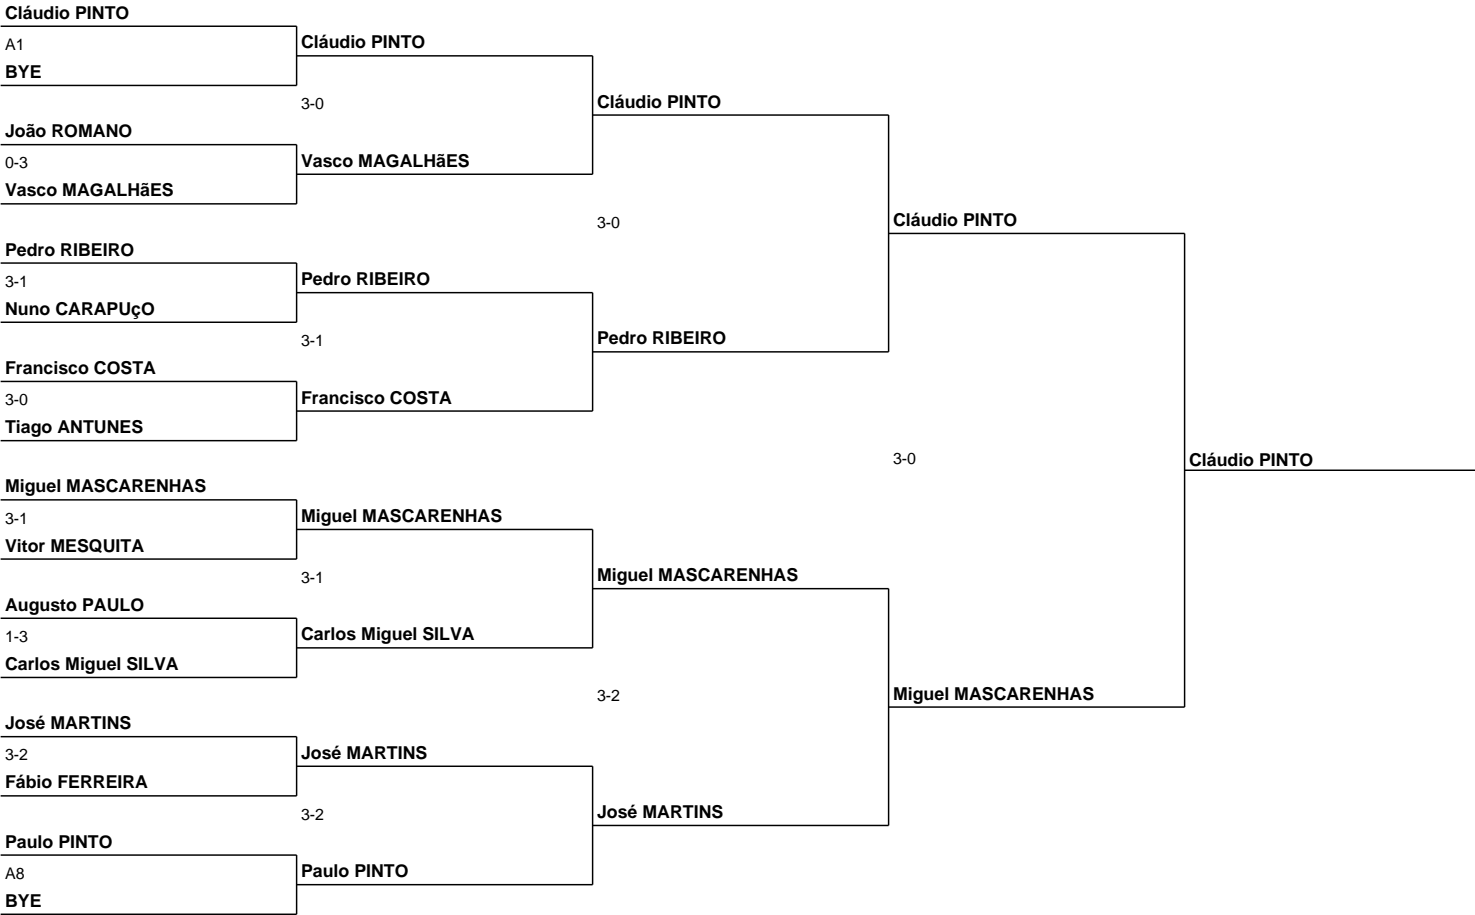 Cláudio PINTO
A1
BYE
João ROMANO
0-3
Vasco MAGALHãES
Pedro RIBEIRO
3-1
Nuno CARAPUçO
Francisco COSTA
3-0
Tiago ANTUNES
Miguel MASCARENHAS
3-1
Vitor MESQUITA
Augusto PAULO
1-3
Carlos Miguel SILVA
José MARTINS
3-2
Fábio FERREIRA
Paulo PINTO
A8
BYE
Cláudio PINTO
3-0
Vasco MAGALHãES
Pedro RIBEIRO
3-1
Francisco COSTA
Miguel MASCARENHAS
3-1
Carlos Miguel SILVA
José MARTINS
3-2
Paulo PINTO
Cláudio PINTO
3-0
Pedro RIBEIRO
Miguel MASCARENHAS
3-2
José MARTINS
Cláudio PINTO
3-0
Miguel MASCARENHAS
Cláudio PINTO